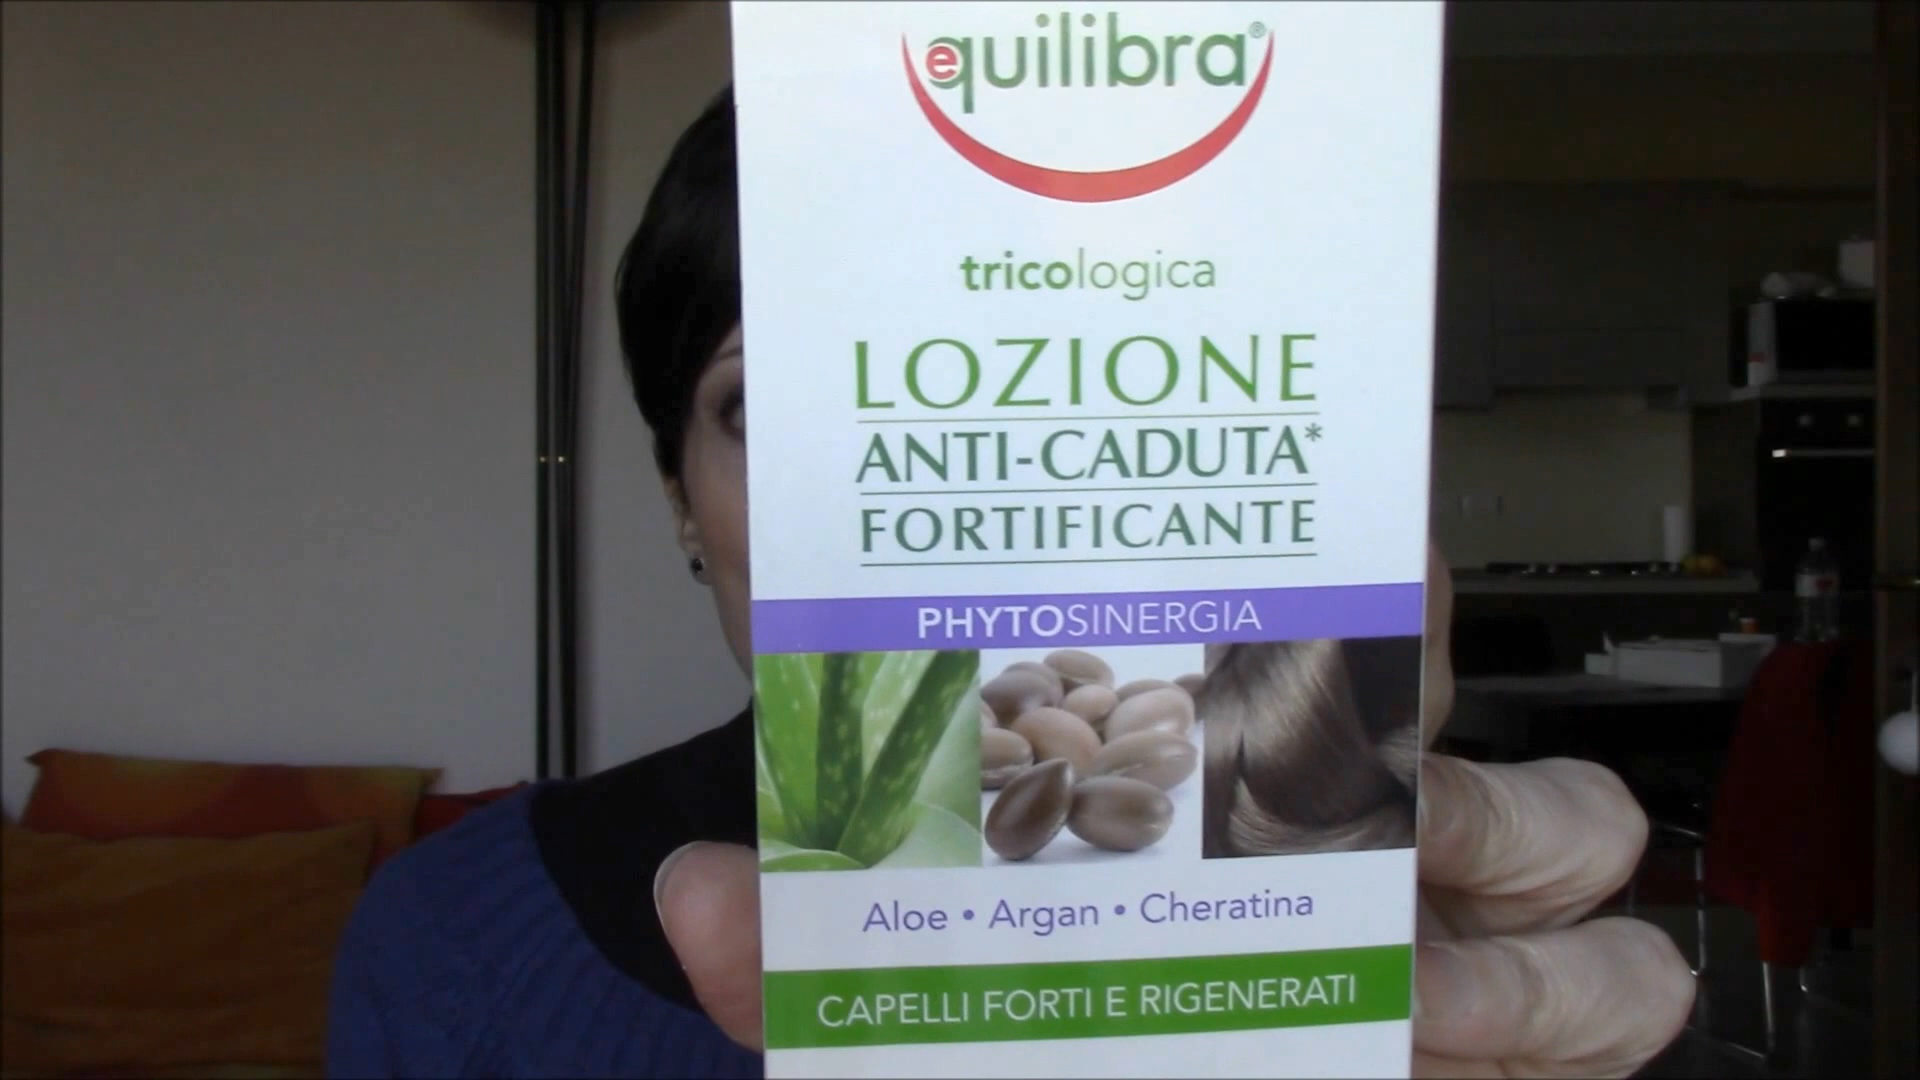 equilibra®
tricologica
LOZIONE
ANTI-CADUTA*
FORTIFICANTE
PHYTOSINERGIA
Aloe • Argan • Cheratina
CAPELLI FORTI E RIGENERATI